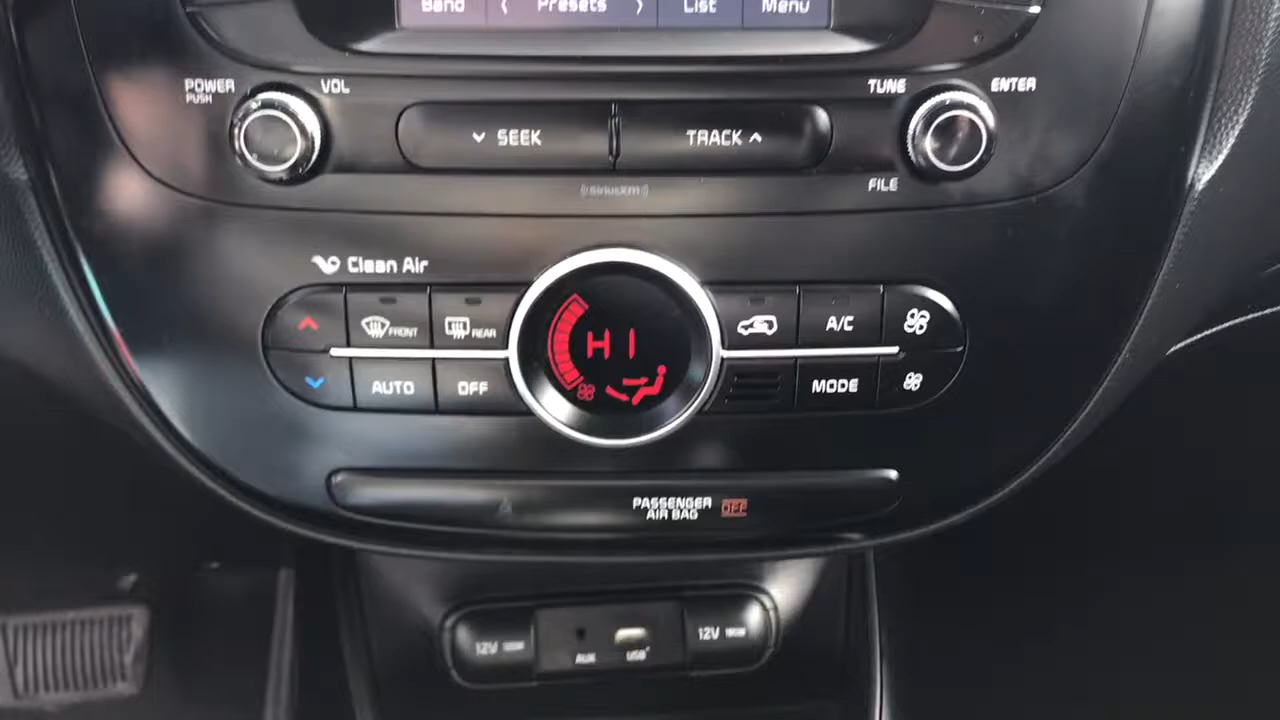 Band < Presets > List Menu
POWER VOL TUNE ENTER
PUSH
SEEK TRACK
FILE
((SiriusXM))
Clean Air
FRONT REAR A/C
HI
AUTO OFF MODE
PASSENGER
AIR BAG OFF
12V 12V
AUX USB